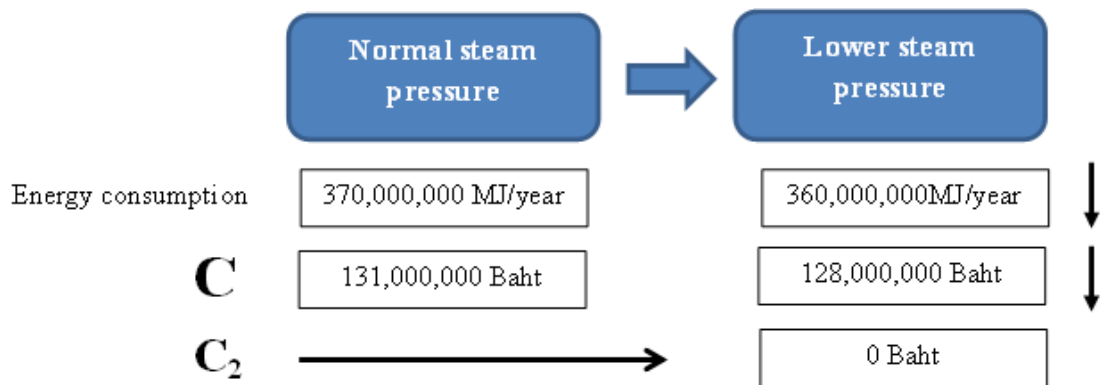 Normal steam
pressure
Lower steam
pressure
Energy consumption 370,000,000 MJ/year 360,000,000MJ/year
C 131,000,000 Baht 128,000,000 Baht
C₂ 0 Baht